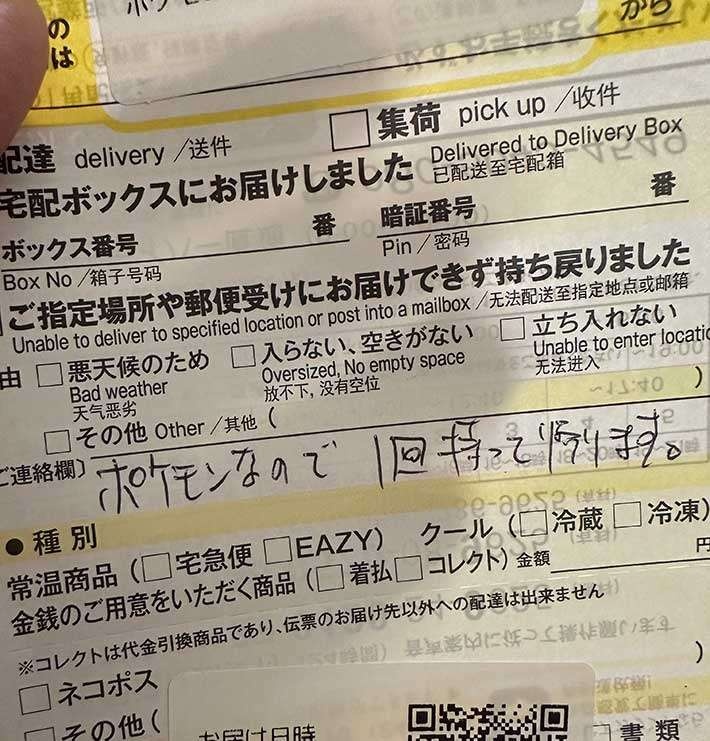 の
は
から
配達 delivery /送件
□ 集荷 pick up /收件
宅配ボックスにお届けしました Delivered to Delivery Box
已配送至宅配箱
ボックス番号 番 暗証番号 番
Box No /箱子号码 Pin /密码
ご指定場所や郵便受けにお届けできず持ち戻りました
Unable to deliver to specified location or post into a mailbox /无法配送至指定地点或邮箱
由 □ 悪天候のため □ 入らない、空きがない □ 立ち入れない
Bad weather Oversized, No empty space Unable to enter locatio
天气恶劣 放不下, 没有空位 无法进入
□ その他 Other /其他 ( )
ご連絡欄) ポケモンなので 1回 持って帰ります。
● 種別
常温商品 (□ 宅急便 □ EAZY) クール (□ 冷蔵 □ 冷凍)
金銭のご用意をいただく商品 (□ 着払 □ コレクト) 金額 円
※コレクトは代金引換商品であり、伝票のお届け先以外への配達は出来ません
□ ネコポス
□ その他 ( )
お届け日時
□ 書類